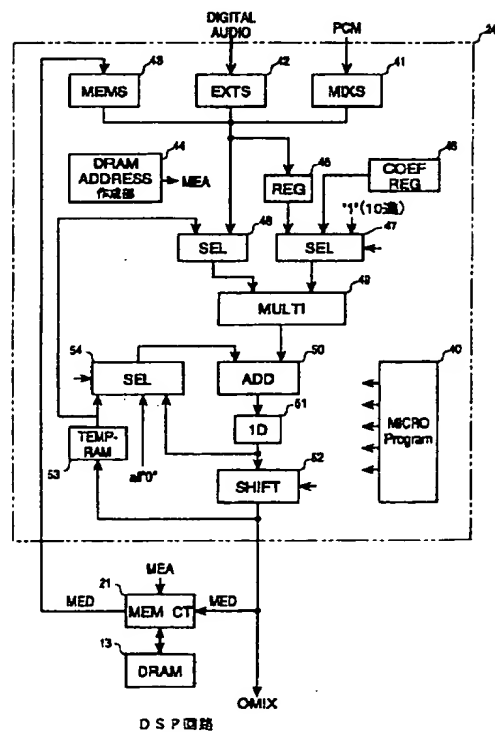 DIGITAL
AUDIO
PCM
43
42
41
MEMS
EXTS
MIXS
44
DRAM
ADDRESS
作成部
MEA
45
REG
46
COEF
REG
"1"(10進)
48
SEL
47
SEL
49
MULTI
54
SEL
50
ADD
40
MICRO
Program
51
1D
53
TEMP-
RAM
all"0"
52
SHIFT
MEA
21
MED
MEM CT
MED
13
DRAM
OMIX
DSP回路